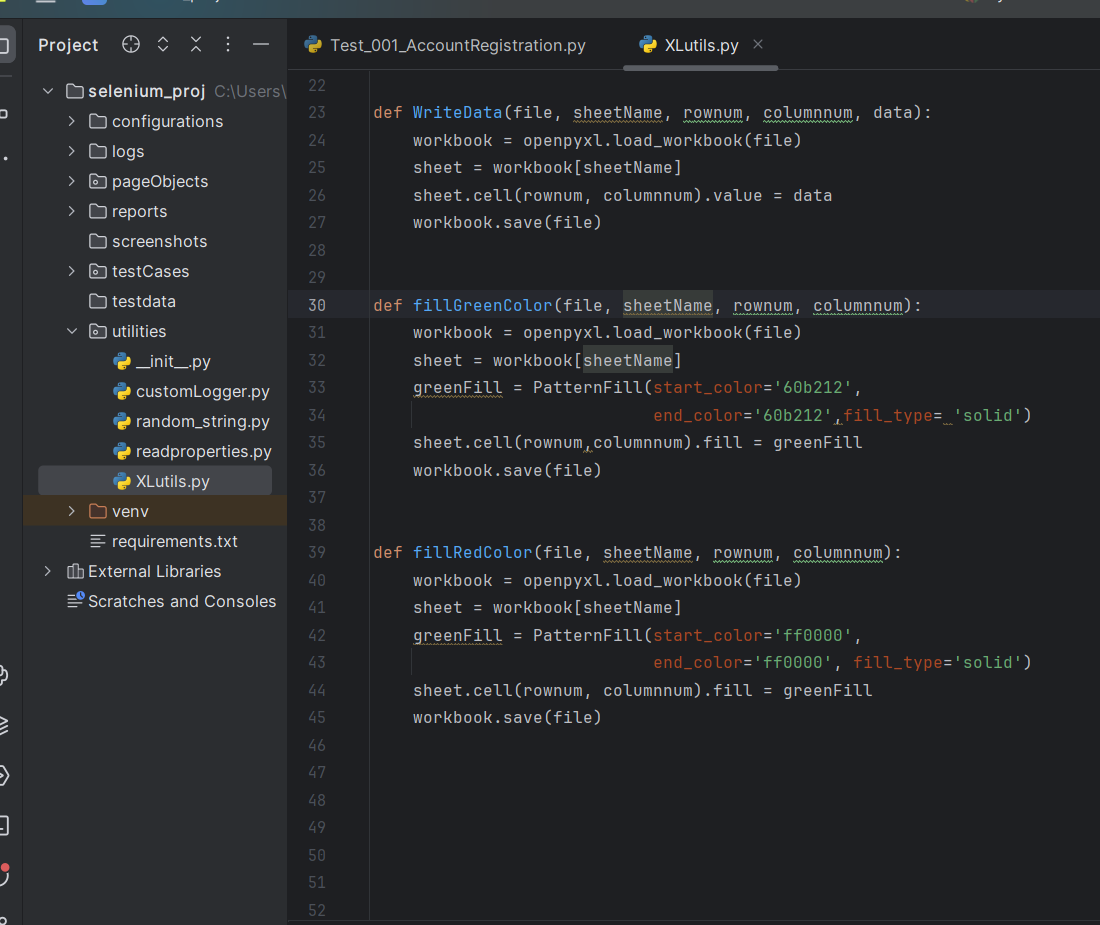 Project
selenium_proj C:\Users\
configurations
logs
pageObjects
reports
screenshots
testCases
testdata
utilities
__init__.py
customLogger.py
random_string.py
readproperties.py
XLutils.py
venv
requirements.txt
External Libraries
Scratches and Consoles
Test_001_AccountRegistration.py XLutils.py
22
23 def WriteData(file, sheetName, rownum, columnnum, data):
24 workbook = openpyxl.load_workbook(file)
25 sheet = workbook[sheetName]
26 sheet.cell(rownum, columnnum).value = data
27 workbook.save(file)
28
29
30 def fillGreenColor(file, sheetName, rownum, columnnum):
31 workbook = openpyxl.load_workbook(file)
32 sheet = workbook[sheetName]
33 greenFill = PatternFill(start_color='60b212',
34 end_color='60b212',fill_type= 'solid')
35 sheet.cell(rownum,columnnum).fill = greenFill
36 workbook.save(file)
37
38
39 def fillRedColor(file, sheetName, rownum, columnnum):
40 workbook = openpyxl.load_workbook(file)
41 sheet = workbook[sheetName]
42 greenFill = PatternFill(start_color='ff0000',
43 end_color='ff0000', fill_type='solid')
44 sheet.cell(rownum, columnnum).fill = greenFill
45 workbook.save(file)
46
47
48
49
50
51
52